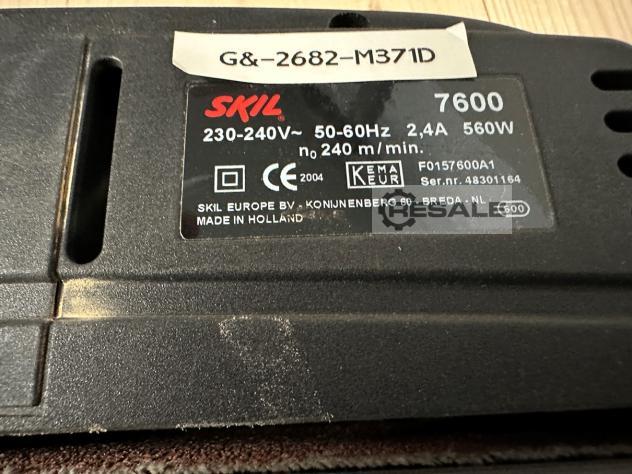 G&-2682-M371D
SKIL 7600
230-240V~ 50-60Hz 2,4A 560W
n₀ 240 m/min.
CE 2004 KEMA KEUR F0157600A1
Ser.nr. 48301164
SKIL EUROPE BV - KONIJNENBERG 60 - BREDA - NL
MADE IN HOLLAND
RESALE